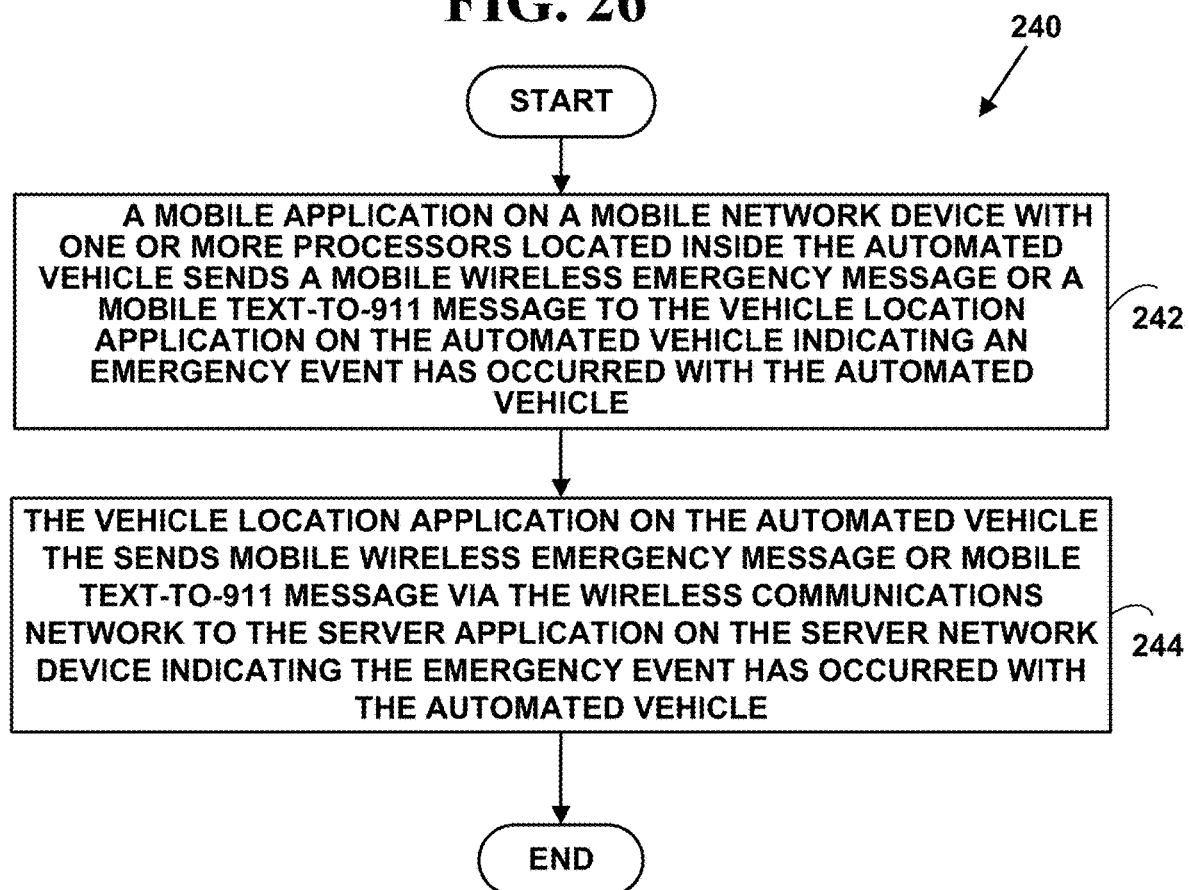 FIG. 26
240
START
A MOBILE APPLICATION ON A MOBILE NETWORK DEVICE WITH
ONE OR MORE PROCESSORS LOCATED INSIDE THE AUTOMATED
VEHICLE SENDS A MOBILE WIRELESS EMERGENCY MESSAGE OR A
MOBILE TEXT-TO-911 MESSAGE TO THE VEHICLE LOCATION
APPLICATION ON THE AUTOMATED VEHICLE INDICATING AN
EMERGENCY EVENT HAS OCCURRED WITH THE AUTOMATED
VEHICLE
242
THE VEHICLE LOCATION APPLICATION ON THE AUTOMATED VEHICLE
THE SENDS MOBILE WIRELESS EMERGENCY MESSAGE OR MOBILE
TEXT-TO-911 MESSAGE VIA THE WIRELESS COMMUNICATIONS
NETWORK TO THE SERVER APPLICATION ON THE SERVER NETWORK
DEVICE INDICATING THE EMERGENCY EVENT HAS OCCURRED WITH
THE AUTOMATED VEHICLE
244
END